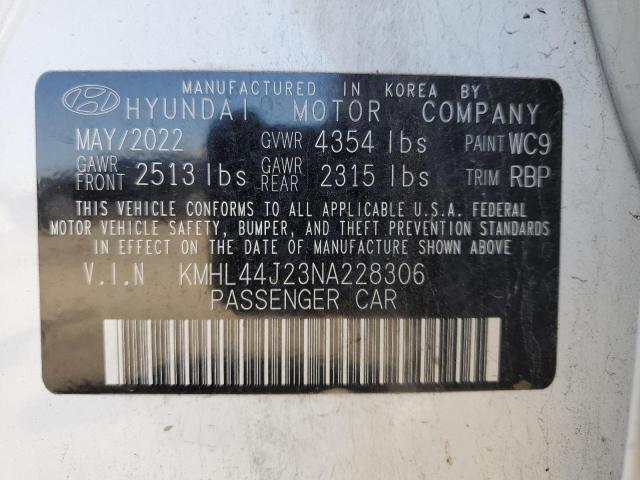 MANUFACTURED IN KOREA BY
HYUNDAI MOTOR COMPANY
MAY/2022 GVWR 4354 lbs PAINT WC9
GAWR FRONT 2513 lbs GAWR REAR 2315 lbs TRIM RBP
THIS VEHICLE CONFORMS TO ALL APPLICABLE U.S.A. FEDERAL
MOTOR VEHICLE SAFETY, BUMPER, AND THEFT PREVENTION STANDARDS
IN EFFECT ON THE DATE OF MANUFACTURE SHOWN ABOVE.
V.I.N KMHL44J23NA228306
PASSENGER CAR